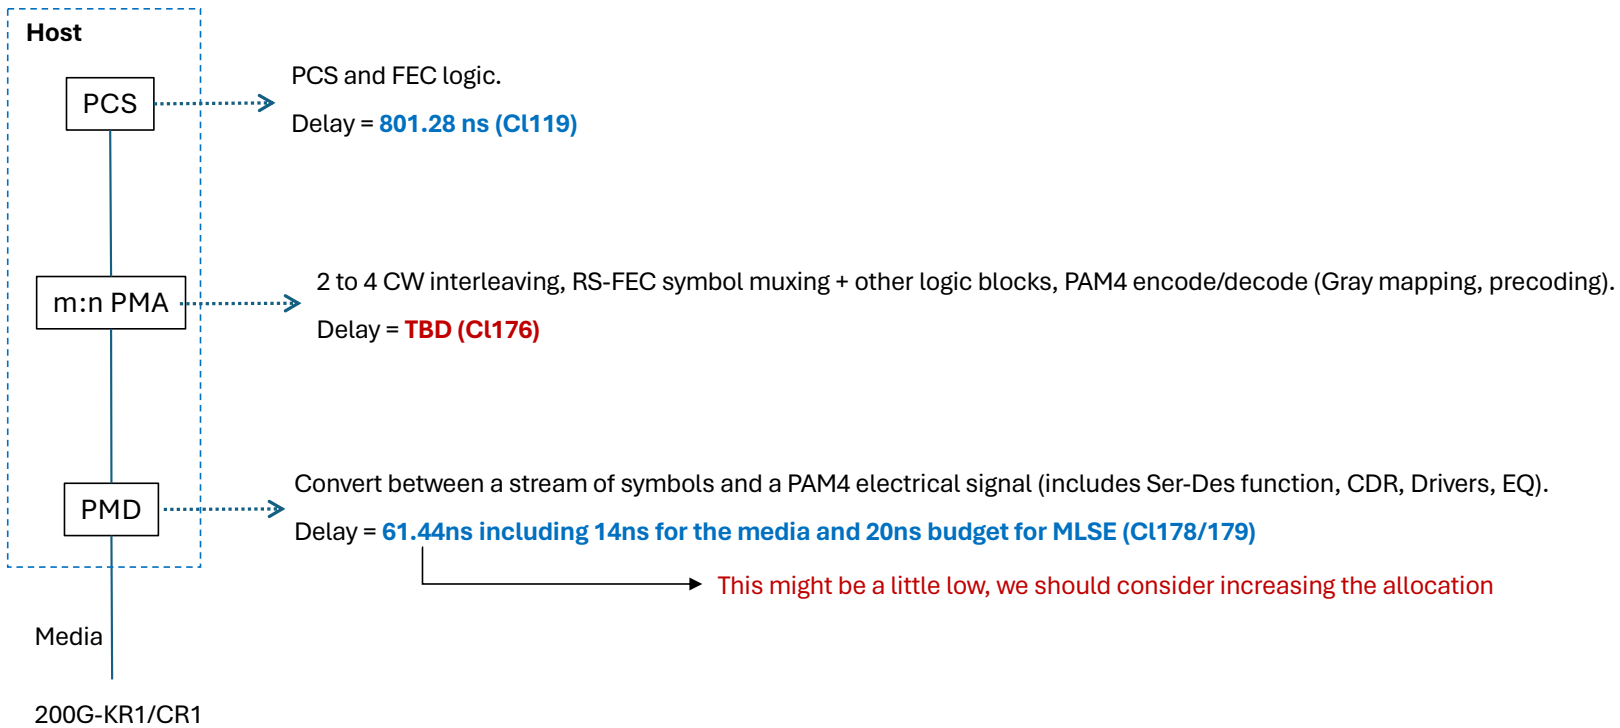 Host
PCS
PCS and FEC logic.
Delay = 801.28 ns (Cl119)
m:n PMA
2 to 4 CW interleaving, RS-FEC symbol muxing + other logic blocks, PAM4 encode/decode (Gray mapping, precoding).
Delay = TBD (Cl176)
PMD
Convert between a stream of symbols and a PAM4 electrical signal (includes Ser-Des function, CDR, Drivers, EQ).
Delay = 61.44ns including 14ns for the media and 20ns budget for MLSE (Cl178/179)
This might be a little low, we should consider increasing the allocation
Media
200G-KR1/CR1